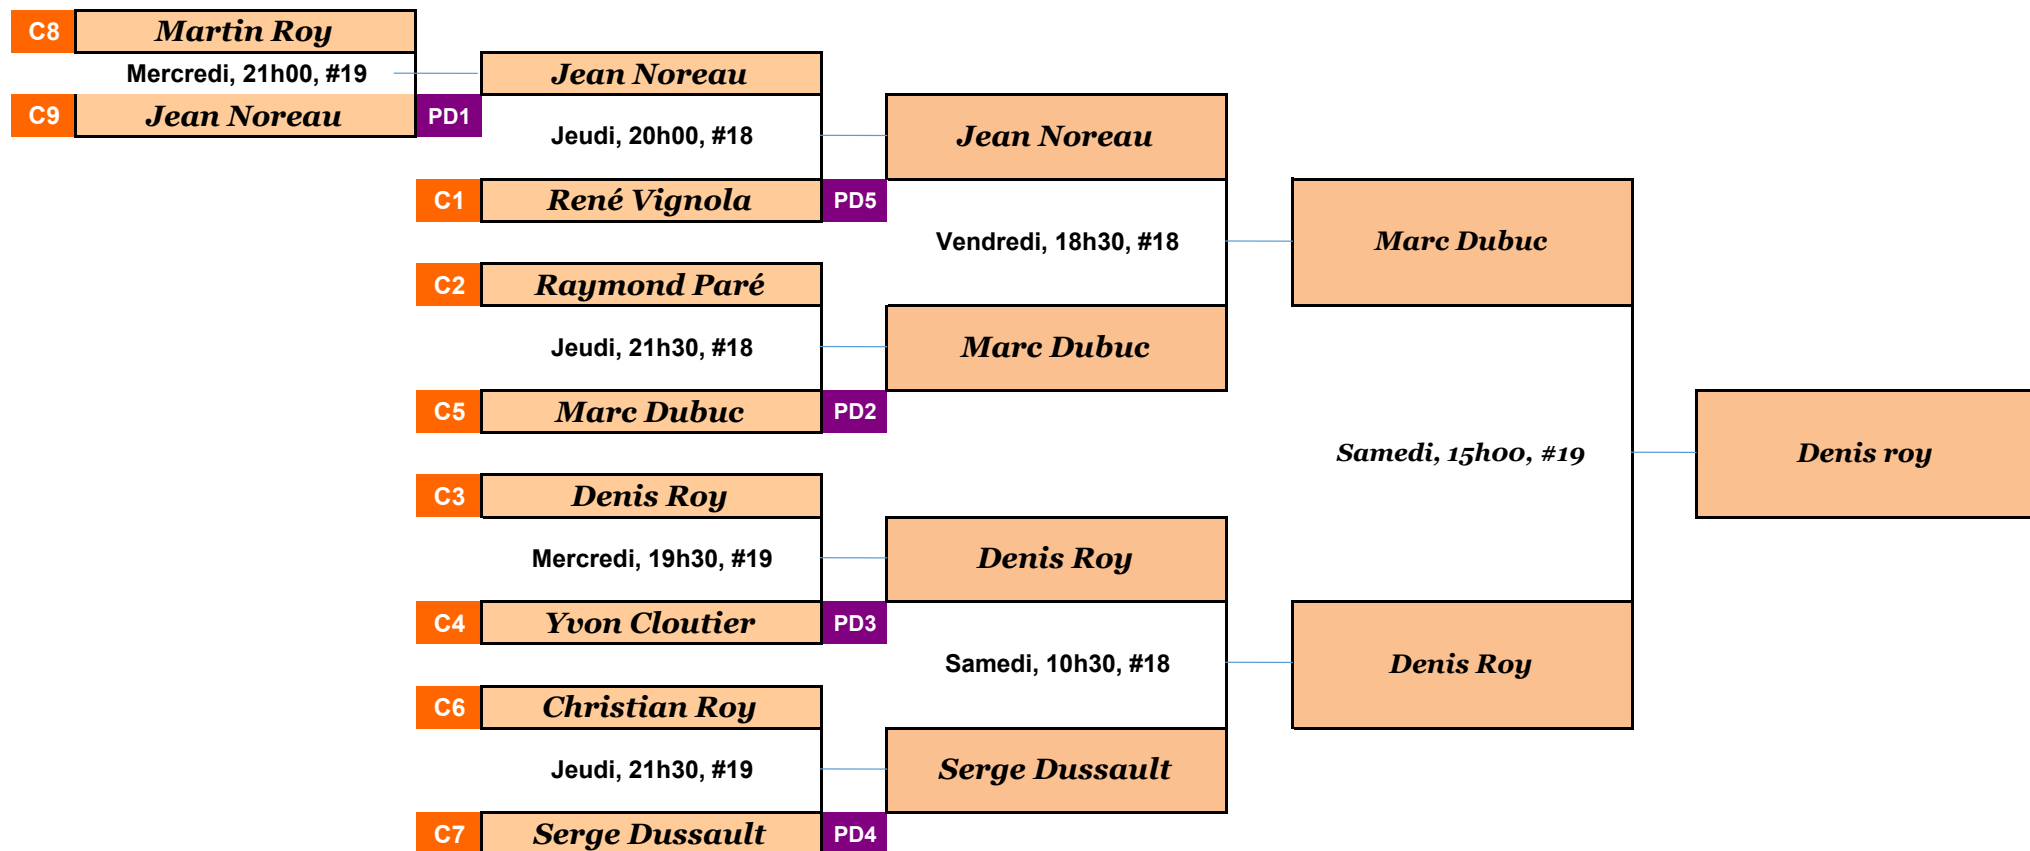 C8 Martin Roy
Mercredi, 21h00, #19
Jean Noreau
C9 Jean Noreau PD1
Jeudi, 20h00, #18
Jean Noreau
C1 René Vignola PD5
Vendredi, 18h30, #18
Marc Dubuc
C2 Raymond Paré
Jeudi, 21h30, #18
Marc Dubuc
C5 Marc Dubuc PD2
Samedi, 15h00, #19
Denis roy
C3 Denis Roy
Mercredi, 19h30, #19
Denis Roy
C4 Yvon Cloutier PD3
Samedi, 10h30, #18
Denis Roy
C6 Christian Roy
Jeudi, 21h30, #19
Serge Dussault
C7 Serge Dussault PD4